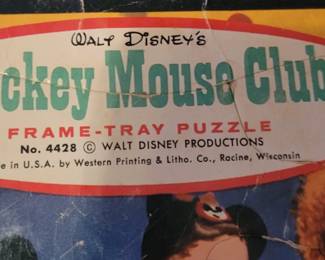 WALT DISNEY'S
ckey Mouse Club
FRAME-TRAY PUZZLE
No. 4428 © WALT DISNEY PRODUCTIONS
e in U.S.A. by Western Printing & Litho. Co., Racine, Wisconsin